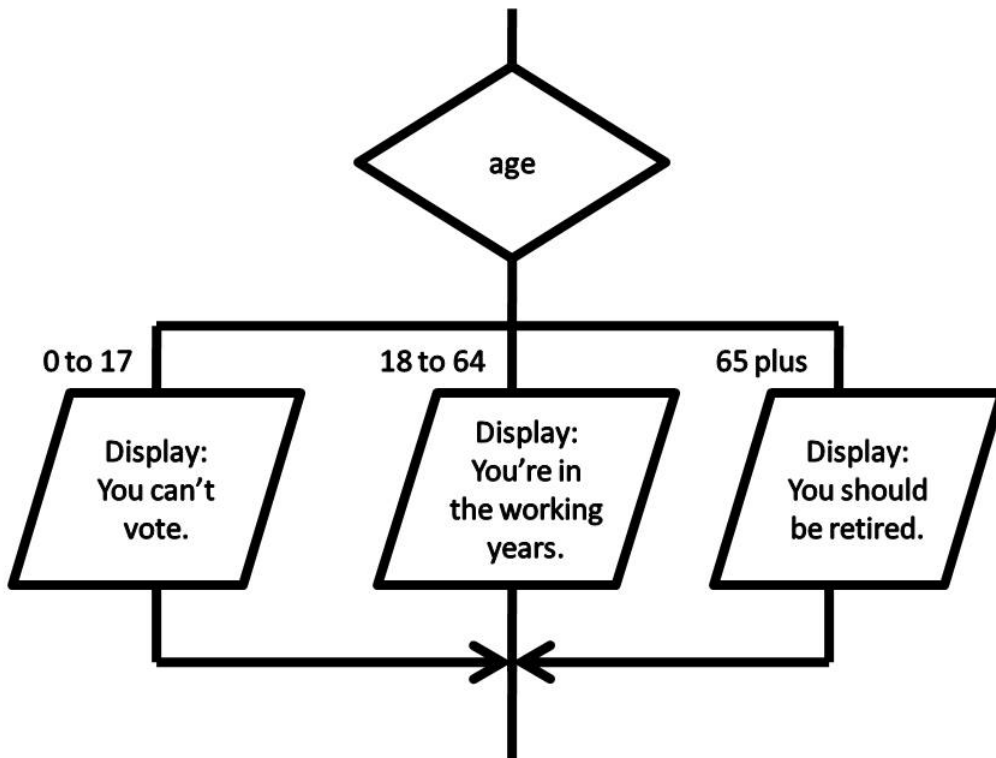 age
0 to 17
18 to 64
65 plus
Display:
You can't
vote.
Display:
You're in
the working
years.
Display:
You should
be retired.